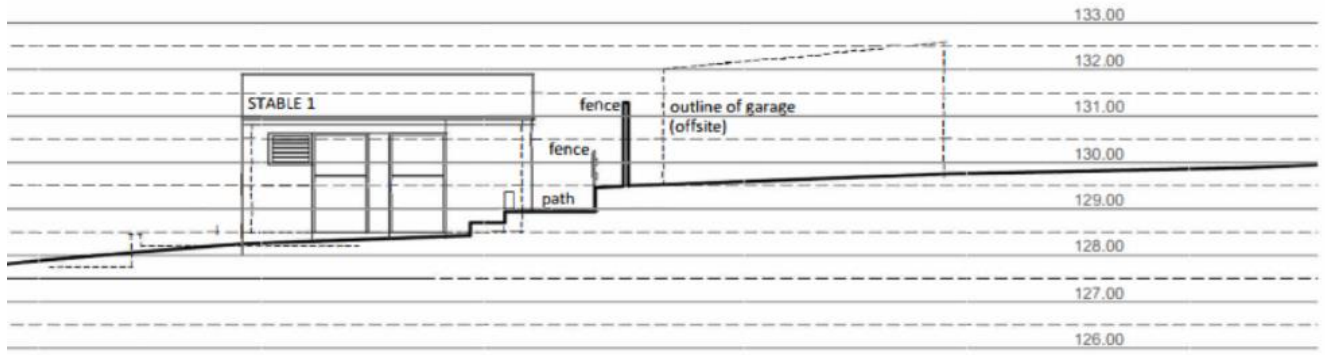 133.00
132.00
STABLE 1
fence
outline of garage
131.00
(offsite)
fence
130.00
path
129.00
128.00
127.00
126.00